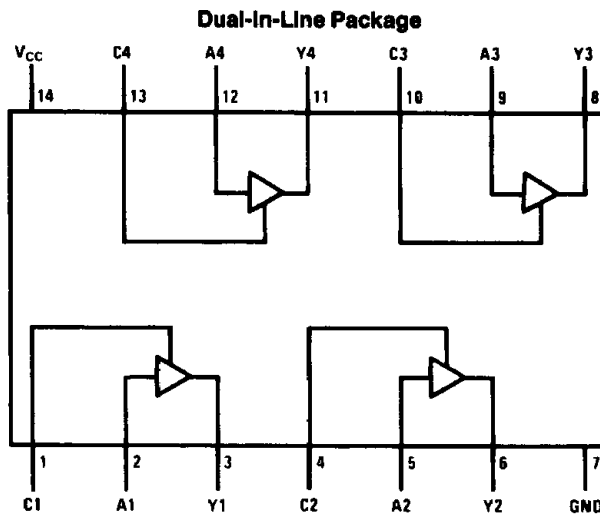 Dual-In-Line Package
VCC C4 A4 Y4 C3 A3 Y3
14 13 12 11 10 9 8
1 2 3 4 5 6 7
C1 A1 Y1 C2 A2 Y2 GND